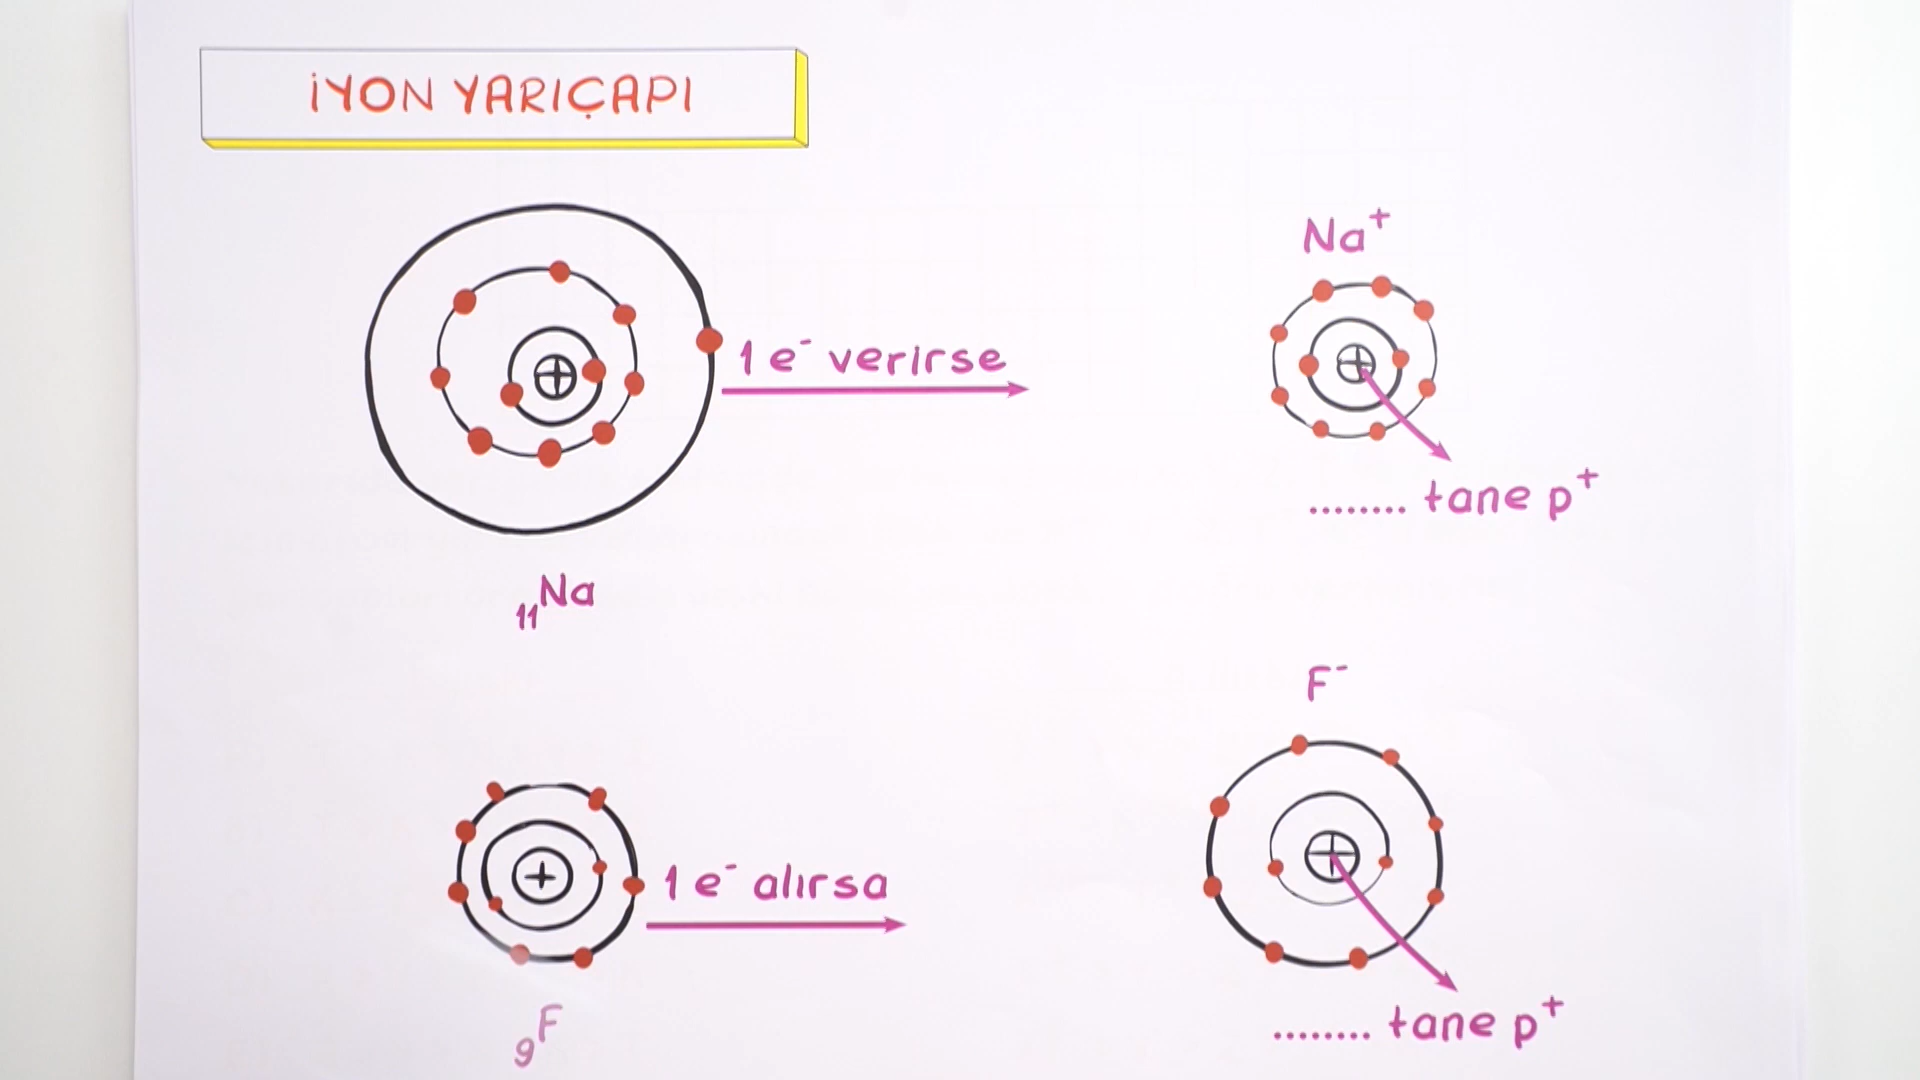 İYON YARIÇAPI
Na⁺
1 e⁻ verirse
........ tane p⁺
₁₁Na
F⁻
1 e⁻ alırsa
₉F
........ tane p⁺